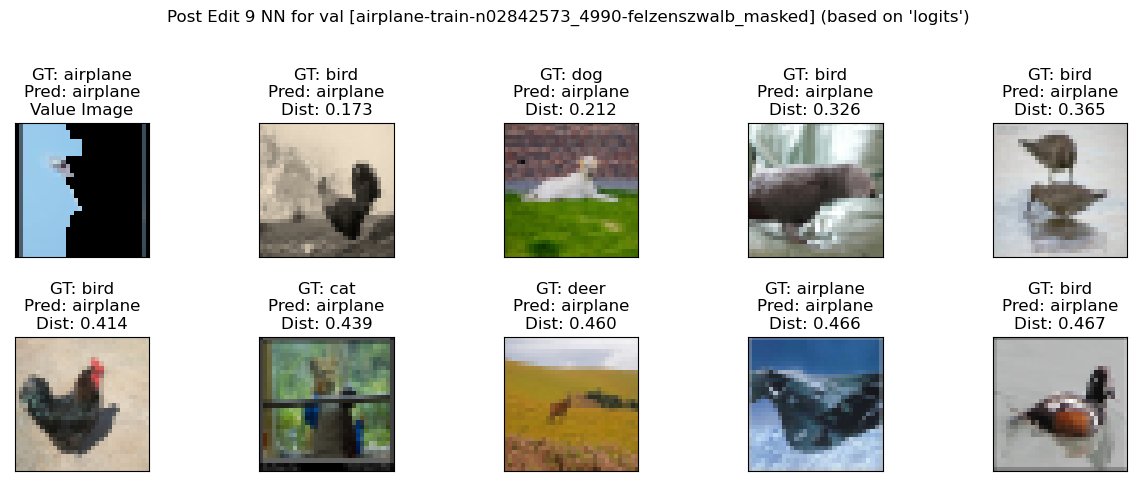 Post Edit 9 NN for val [airplane-train-n02842573_4990-felzenszwalb_masked] (based on 'logits')
GT: airplane
Pred: airplane
Value Image
GT: bird
Pred: airplane
Dist: 0.173
GT: dog
Pred: airplane
Dist: 0.212
GT: bird
Pred: airplane
Dist: 0.326
GT: bird
Pred: airplane
Dist: 0.365
GT: bird
Pred: airplane
Dist: 0.414
GT: cat
Pred: airplane
Dist: 0.439
GT: deer
Pred: airplane
Dist: 0.460
GT: airplane
Pred: airplane
Dist: 0.466
GT: bird
Pred: airplane
Dist: 0.467